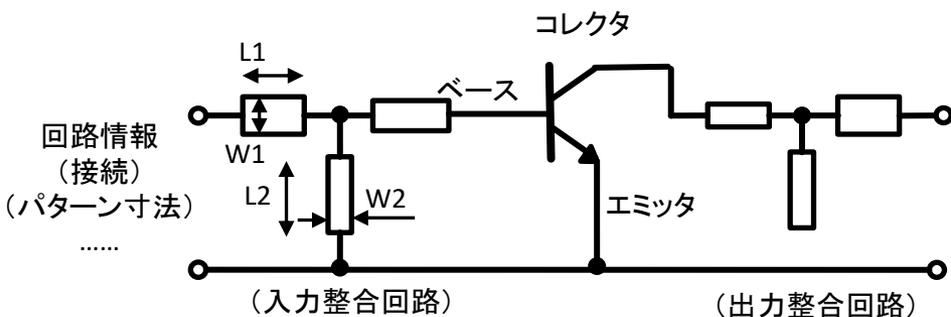 コレクタ
L1
ベース
回路情報
（接続）
（パターン寸法）
……
W1
L2
W2
エミッタ
（入力整合回路）
（出力整合回路）